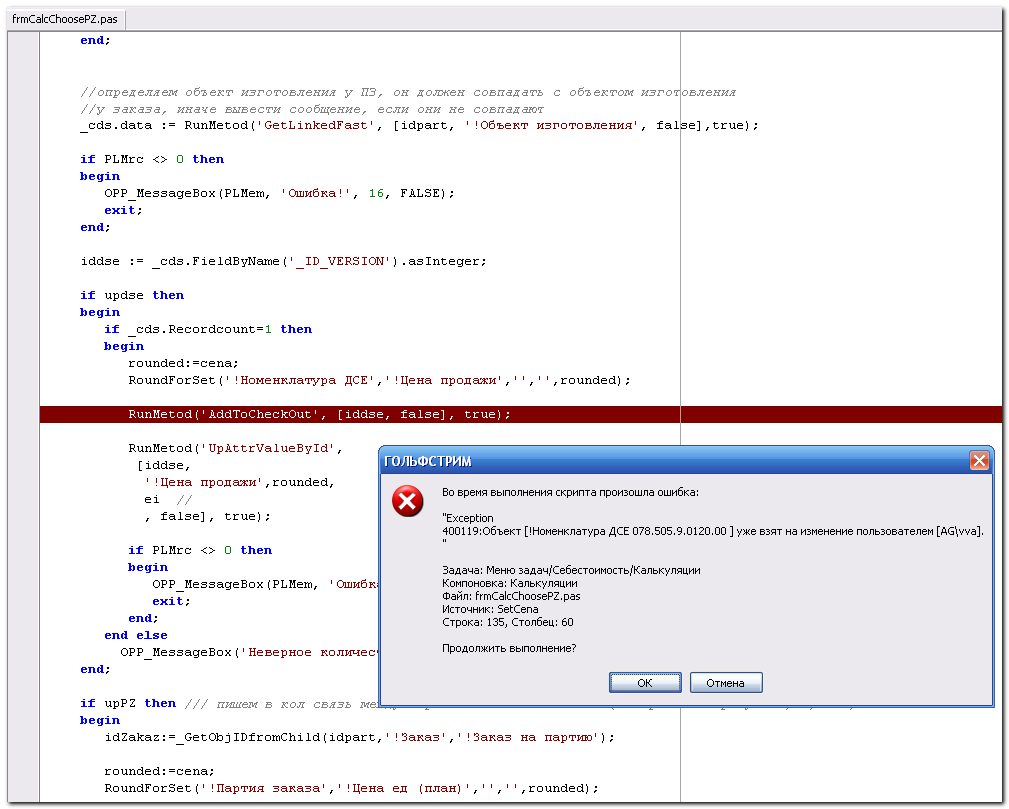 frmCalcChoosePZ.pas
end;
//определяем объект изготовления у ПЗ, он должен совпадать с объектом изготовления
//у заказа, иначе вывести сообщение, если они не совпадают
_cds.data := RunMetod('GetLinkedFast', [idpart, '!Объект изготовления', false],true);
if PLMrc <> 0 then
begin
OPP_MessageBox(PLMem, 'Ошибка!', 16, FALSE);
exit;
end;
iddse := _cds.FieldByName('_ID_VERSION').asInteger;
if updse then
begin
if _cds.Recordcount=1 then
begin
rounded:=cena;
RoundForSet('!Номенклатура ДСЕ','!Цена продажи','','',rounded);
RunMetod('AddToCheckOut', [iddse, false], true);
RunMetod('UpAttrValueById',
[iddse,
'!Цена продажи',rounded,
ei //
, false], true);
if PLMrc <> 0 then
begin
OPP_MessageBox(PLMem, 'Ошибк
exit;
end;
end else
OPP_MessageBox('Неверное количес
end;
if upPZ then /// пишем в кол связь
begin
idZakaz:=_GetObjIDfromChild(idpart,'!Заказ','!Заказ на партию');
rounded:=cena;
RoundForSet('!Партия заказа','!Цена ед (план)','','',rounded);
ГОЛЬФСТРИМ
Во время выполнения скрипта произошла ошибка:
"Exception
400119:Объект [!Номенклатура ДСЕ 078.505.9.0120.00 ] уже взят на изменение пользователем [AG\vva].
"
Задача: Меню задач/Себестоимость/Калькуляции
Компоновка: Калькуляции
Файл: frmCalcChoosePZ.pas
Источник: SetCena
Строка: 135, Столбец: 60
Продолжить выполнение?
ОК
Отмена